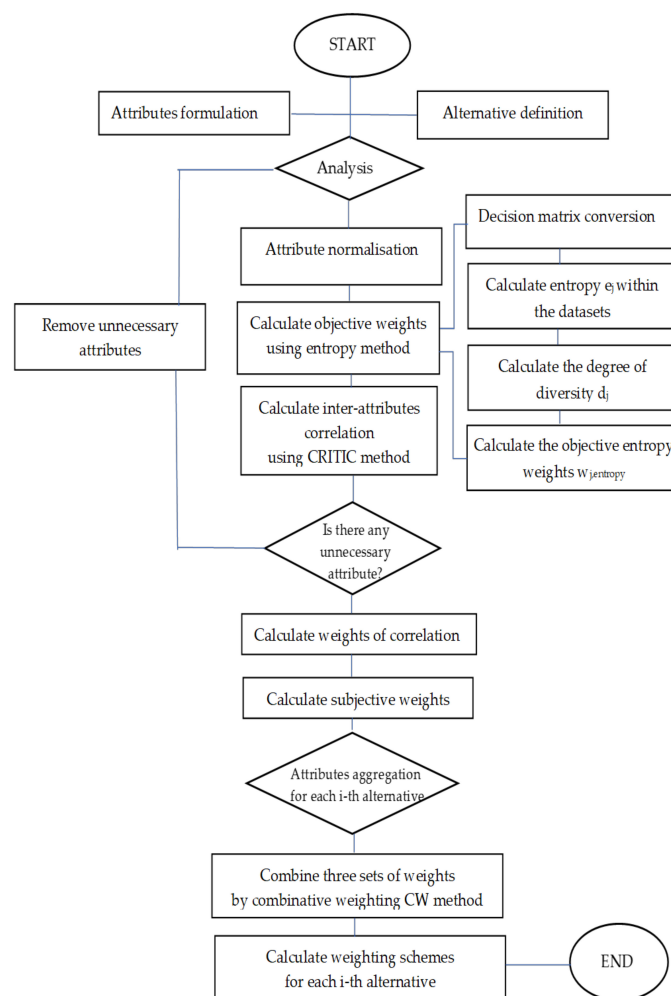 START
Attributes formulation
Alternative definition
Analysis
Attribute normalisation
Decision matrix conversion
Remove unnecessary
attributes
Calculate objective weights
using entropy method
Calculate entropy eⱼ within
the datasets
Calculate the degree of
diversity dⱼ
Calculate inter-attributes
correlation
using CRITIC method
Calculate the objective entropy
weights wj,entropy
Is there any
unnecessary
attribute?
Calculate weights of correlation
Calculate subjective weights
Attributes aggregation
for each i-th alternative
Combine three sets of weights
by combinative weighting CW method
Calculate weighting schemes
for each i-th alternative
END